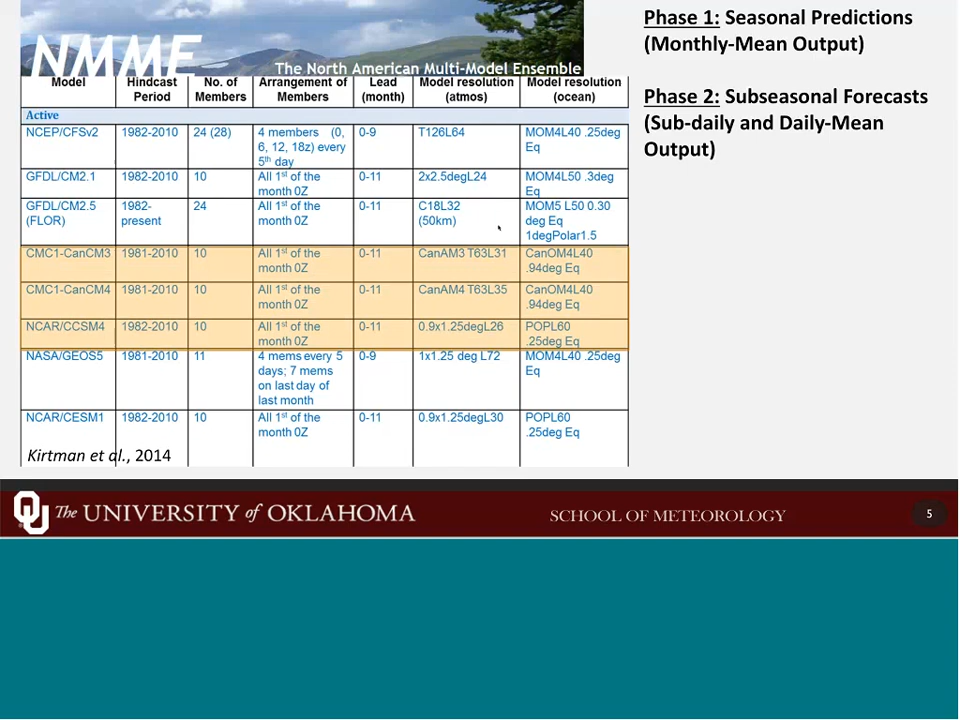 NMME
The North American Multi-Model Ensemble
Phase 1: Seasonal Predictions
(Monthly-Mean Output)
Phase 2: Subseasonal Forecasts
(Sub-daily and Daily-Mean
Output)
Model Hindcast Period No. of Members Arrangement of Members Lead (month) Model resolution (atmos) Model resolution (ocean)
Active
NCEP/CFSv2 1982-2010 24 (28) 4 members (0, 6, 12, 18z) every 5th day 0-9 T126L64 MOM4L40 .25deg Eq
GFDL/CM2.1 1982-2010 10 All 1st of the month 0Z 0-11 2x2.5degL24 MOM4L50 .3deg Eq
GFDL/CM2.5 (FLOR) 1982-present 24 All 1st of the month 0Z 0-11 C18L32 (50km) MOM5 L50 0.30 deg Eq 1degPolar1.5
CMC1-CanCM3 1981-2010 10 All 1st of the month 0Z 0-11 CanAM3 T63L31 CanOM4L40 .94deg Eq
CMC1-CanCM4 1981-2010 10 All 1st of the month 0Z 0-11 CanAM4 T63L35 CanOM4L40 .94deg Eq
NCAR/CCSM4 1982-2010 10 All 1st of the month 0Z 0-11 0.9x1.25degL26 POPL60 .25deg Eq
NASA/GEOS5 1981-2010 11 4 mems every 5 days; 7 mems on last day of last month 0-9 1x1.25 deg L72 MOM4L40 .25deg Eq
NCAR/CESM1 1982-2010 10 All 1st of the month 0Z 0-11 0.9x1.25degL30 POPL60 .25deg Eq
Kirtman et al., 2014
The UNIVERSITY of OKLAHOMA
SCHOOL OF METEOROLOGY
5